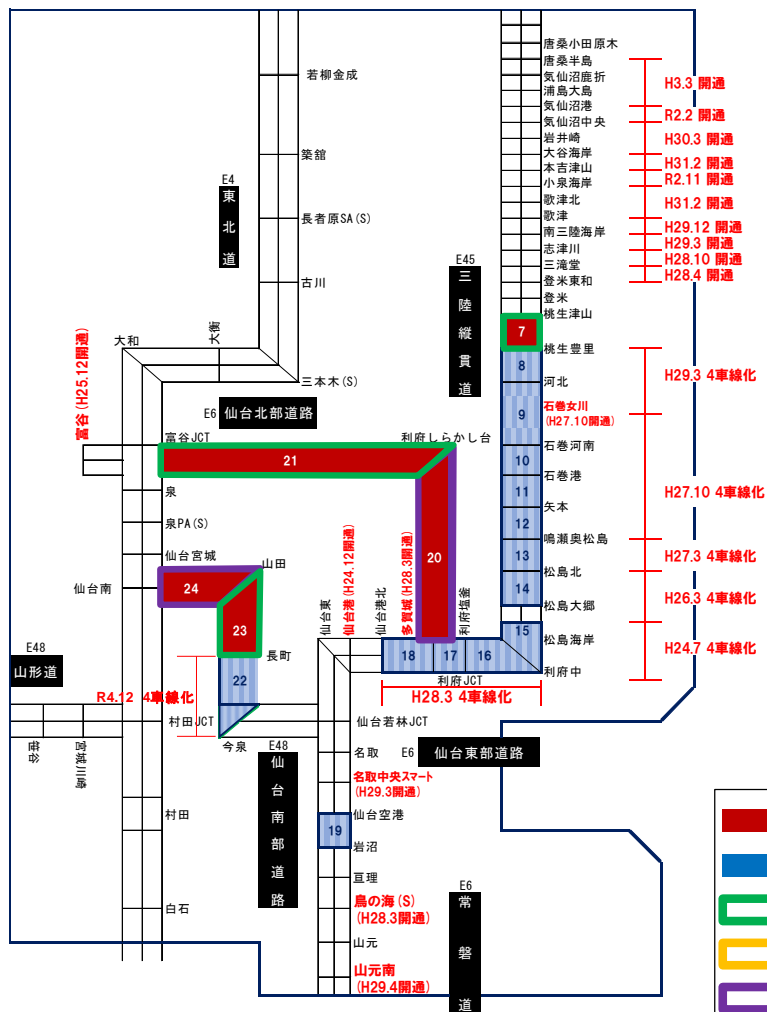 唐桑小田原木
唐桑半島
気仙沼鹿折
浦島大島
気仙沼港
気仙沼中央
岩井崎
大谷海岸
本吉津山
小泉海岸
歌津北
歌津
南三陸海岸
志津川
三滝堂
登米東和
登米
桃生津山
桃生豊里
河北
石巻女川
(H27.10開通)
石巻河南
石巻港
矢本
鳴瀬奥松島
松島北
松島大郷
松島海岸
利府中
H3.3 開通
R2.2 開通
H30.3 開通
H31.2 開通
R2.11 開通
H31.2 開通
H29.12 開通
H29.3 開通
H28.10 開通
H28.4 開通
H29.3 4車線化
H27.10 4車線化
H27.3 4車線化
H26.3 4車線化
H24.7 4車線化
7
8
9
10
11
12
13
14
15
E45
三陸縦貫道
若柳金成
築舘
長者原SA(S)
古川
三本木(S)
E4
東北道
大衡
大和
富谷(H25.12開通)
E6 仙台北部道路
富谷JCT
利府しらかし台
21
20
泉
泉PA(S)
仙台宮城
仙台南
山田
24
23
長町
22
仙台東
仙台港(H24.12開通)
仙台港北
多賀城(H28.3開通)
利府塩釜
18
17
16
利府JCT
H28.3 4車線化
E48
山形道
R4.12 4車線化
村田JCT
今泉
笹谷
宮城川崎
E48
仙台南部道路
仙台若林JCT
名取
E6 仙台東部道路
名取中央スマート
(H29.3開通)
仙台空港
19
岩沼
亘理
鳥の海(S)
(H28.3開通)
山元
山元南
(H29.4開通)
村田
白石
E6
常磐道